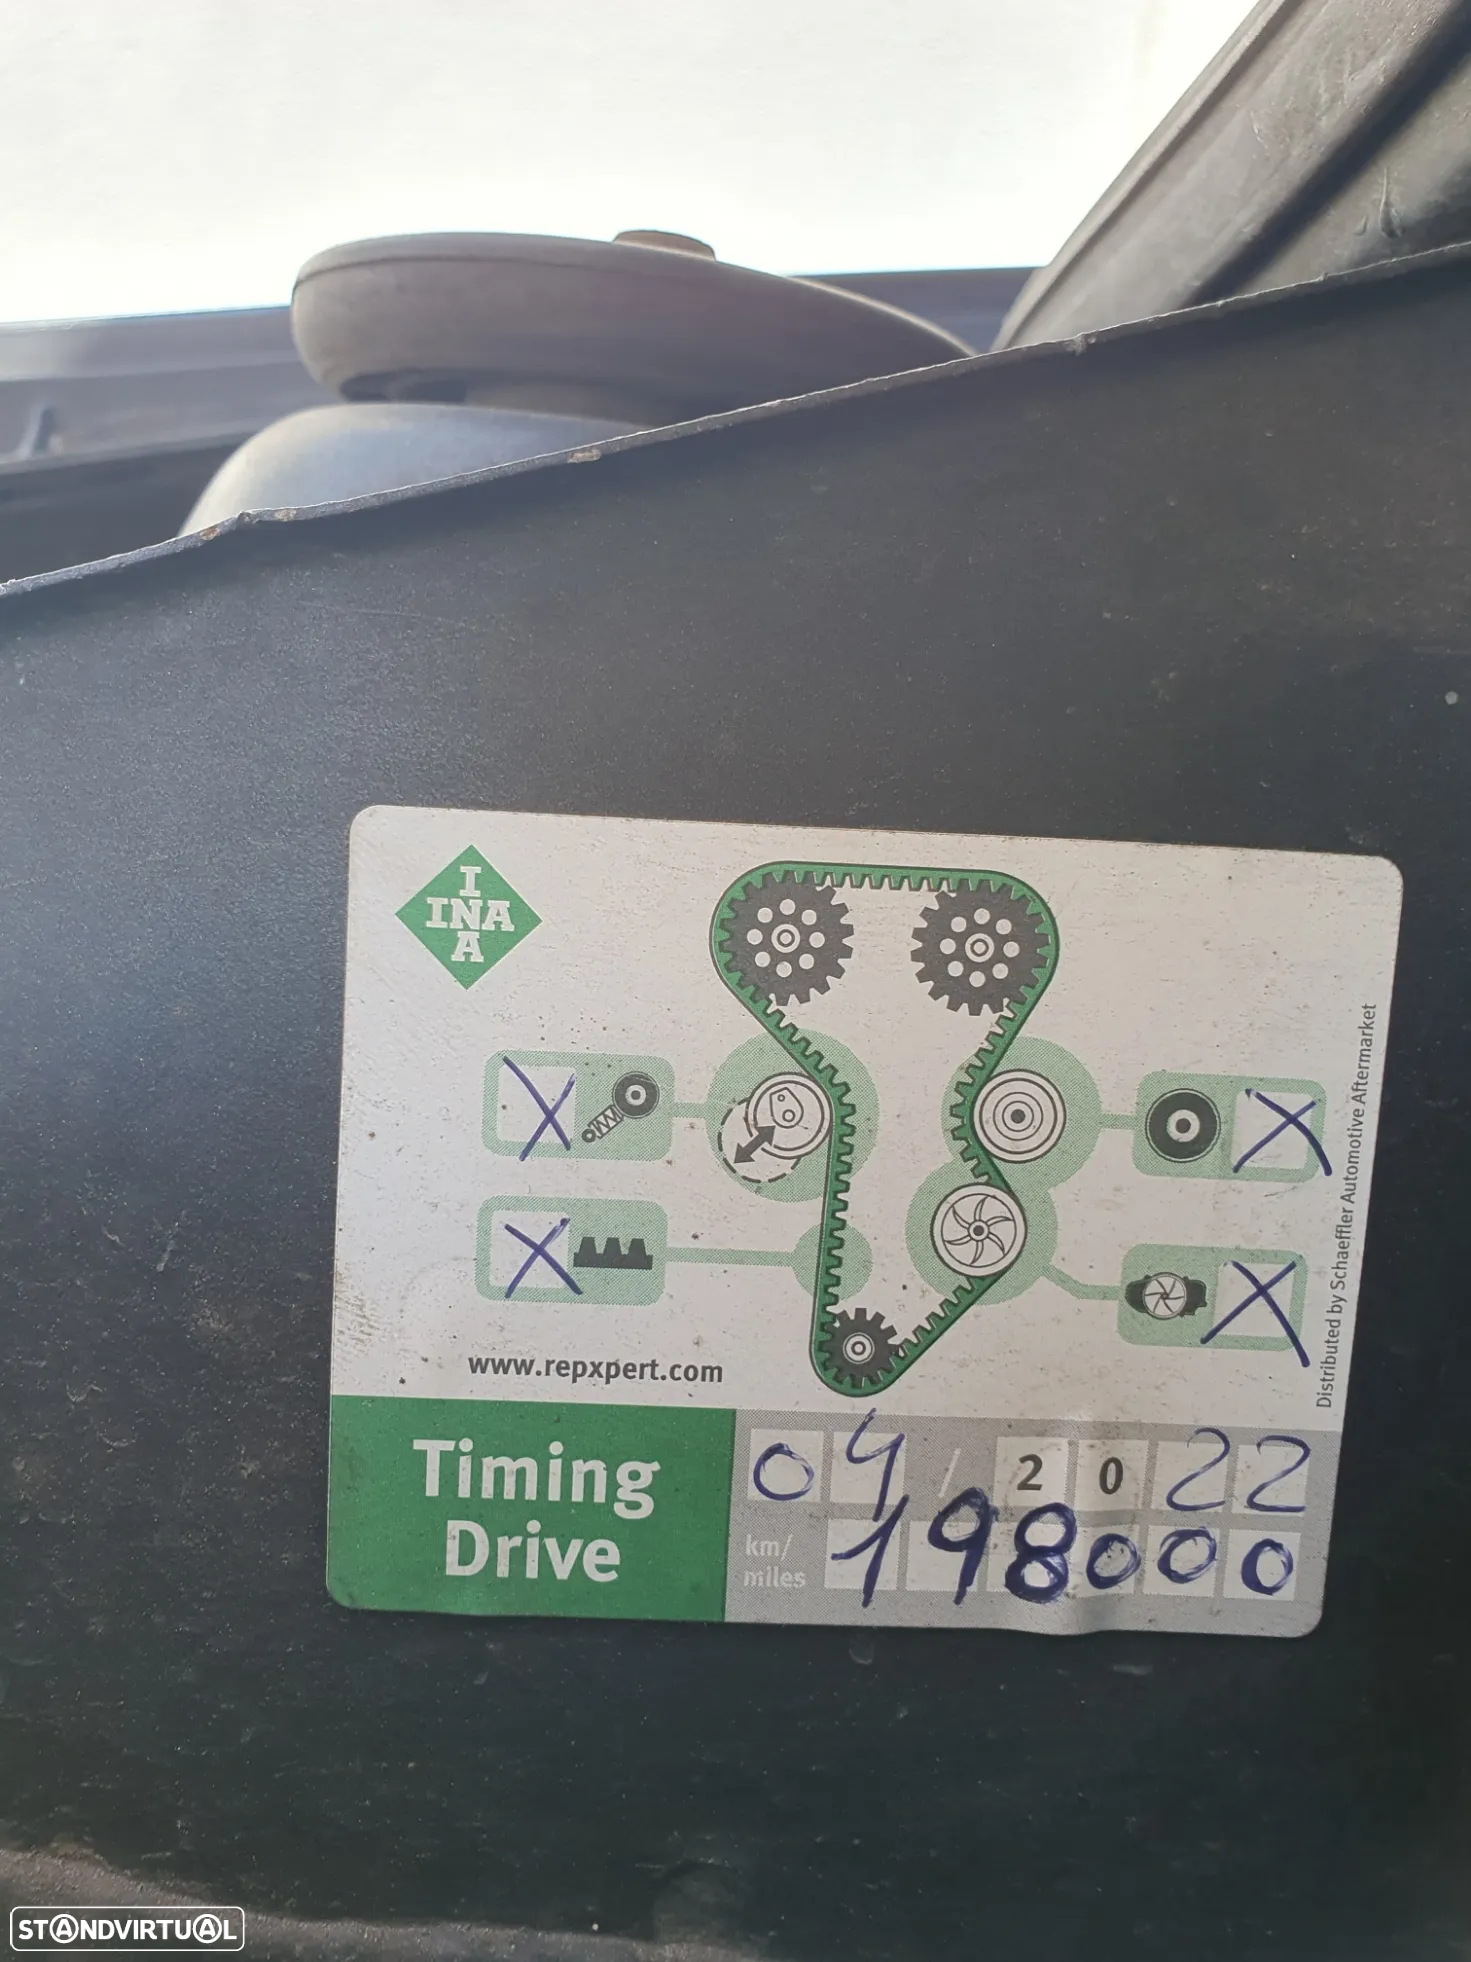 I
INA
A
X
X
X
X
www.repxpert.com
Distributed by Schaeffler Automotive Aftermarket
Timing
Drive
04 / 2022
km/
miles
198000
STANDVIRTUAL